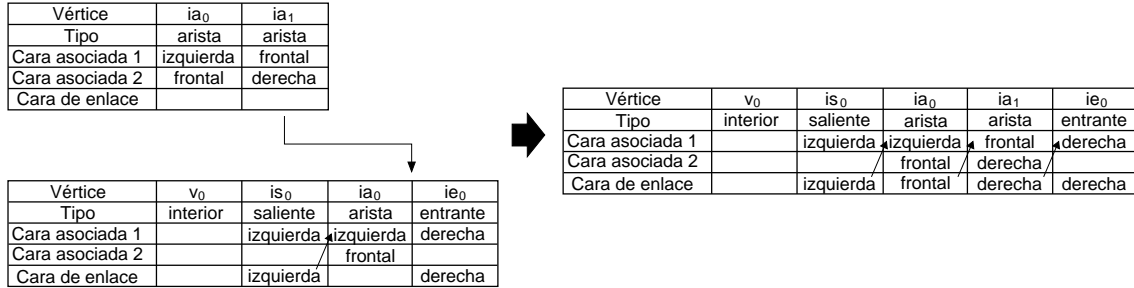 Vértice ia₀ ia₁
Tipo arista arista
Cara asociada 1 izquierda frontal
Cara asociada 2 frontal derecha
Cara de enlace
Vértice v₀ is₀ ia₀ ie₀
Tipo interior saliente arista entrante
Cara asociada 1 izquierda izquierda derecha
Cara asociada 2 frontal
Cara de enlace izquierda derecha
Vértice v₀ is₀ ia₀ ia₁ ie₀
Tipo interior saliente arista arista entrante
Cara asociada 1 izquierda izquierda frontal derecha
Cara asociada 2 frontal derecha
Cara de enlace izquierda frontal derecha derecha